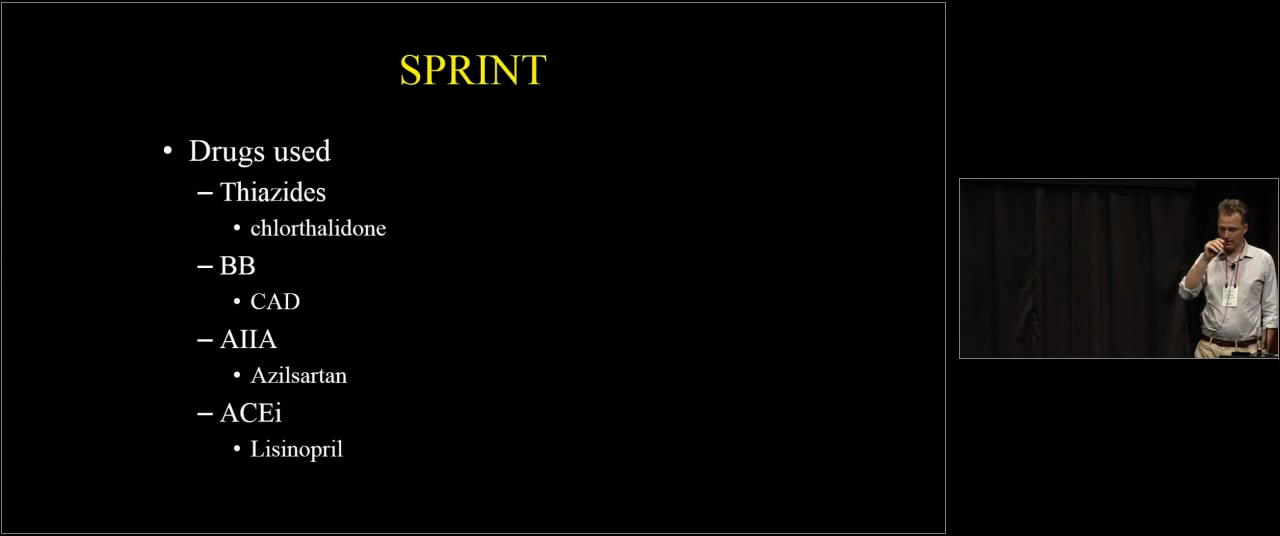 SPRINT
• Drugs used
– Thiazides
• chlorthalidone
– BB
• CAD
– AIIA
• Azilsartan
– ACEi
• Lisinopril